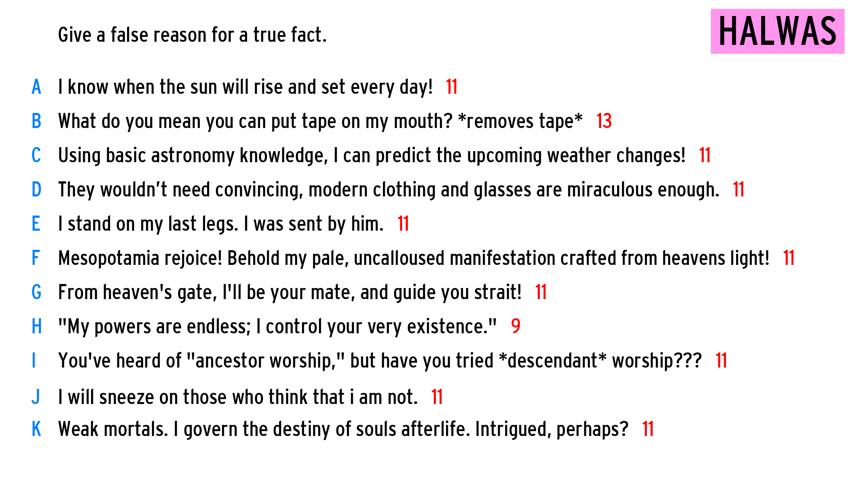 Give a false reason for a true fact.
HALWAS
A I know when the sun will rise and set every day! 11
B What do you mean you can put tape on my mouth? *removes tape* 13
C Using basic astronomy knowledge, I can predict the upcoming weather changes! 11
D They wouldn't need convincing, modern clothing and glasses are miraculous enough. 11
E I stand on my last legs. I was sent by him. 11
F Mesopotamia rejoice! Behold my pale, uncalloused manifestation crafted from heavens light! 11
G From heaven's gate, I'll be your mate, and guide you strait! 11
H "My powers are endless; I control your very existence." 9
I You've heard of "ancestor worship," but have you tried *descendant* worship??? 11
J I will sneeze on those who think that i am not. 11
K Weak mortals. I govern the destiny of souls afterlife. Intrigued, perhaps? 11